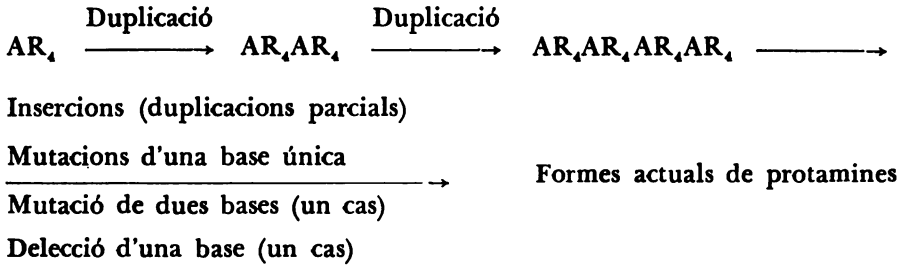 Duplicació Duplicació
AR₄ ⟶ AR₄AR₄ ⟶ AR₄AR₄AR₄AR₄ ⟶
Insercions (duplicacions parcials)
Mutacions d'una base única
⟶ Formes actuals de protamines
Mutació de dues bases (un cas)
Delecció d'una base (un cas)